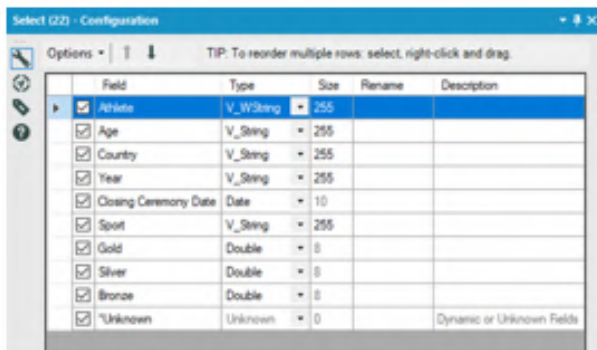 Select (22) - Configuration
Options TIP: To reorder multiple rows: select, right-click and drag.
Field Type Size Rename Description
Athlete V_WString 255
Age V_String 255
Country V_String 255
Year V_String 255
Closing Ceremony Date Date 10
Sport V_String 255
Gold Double 8
Silver Double 8
Bronze Double 8
*Unknown Unknown 0 Dynamic or Unknown Fields